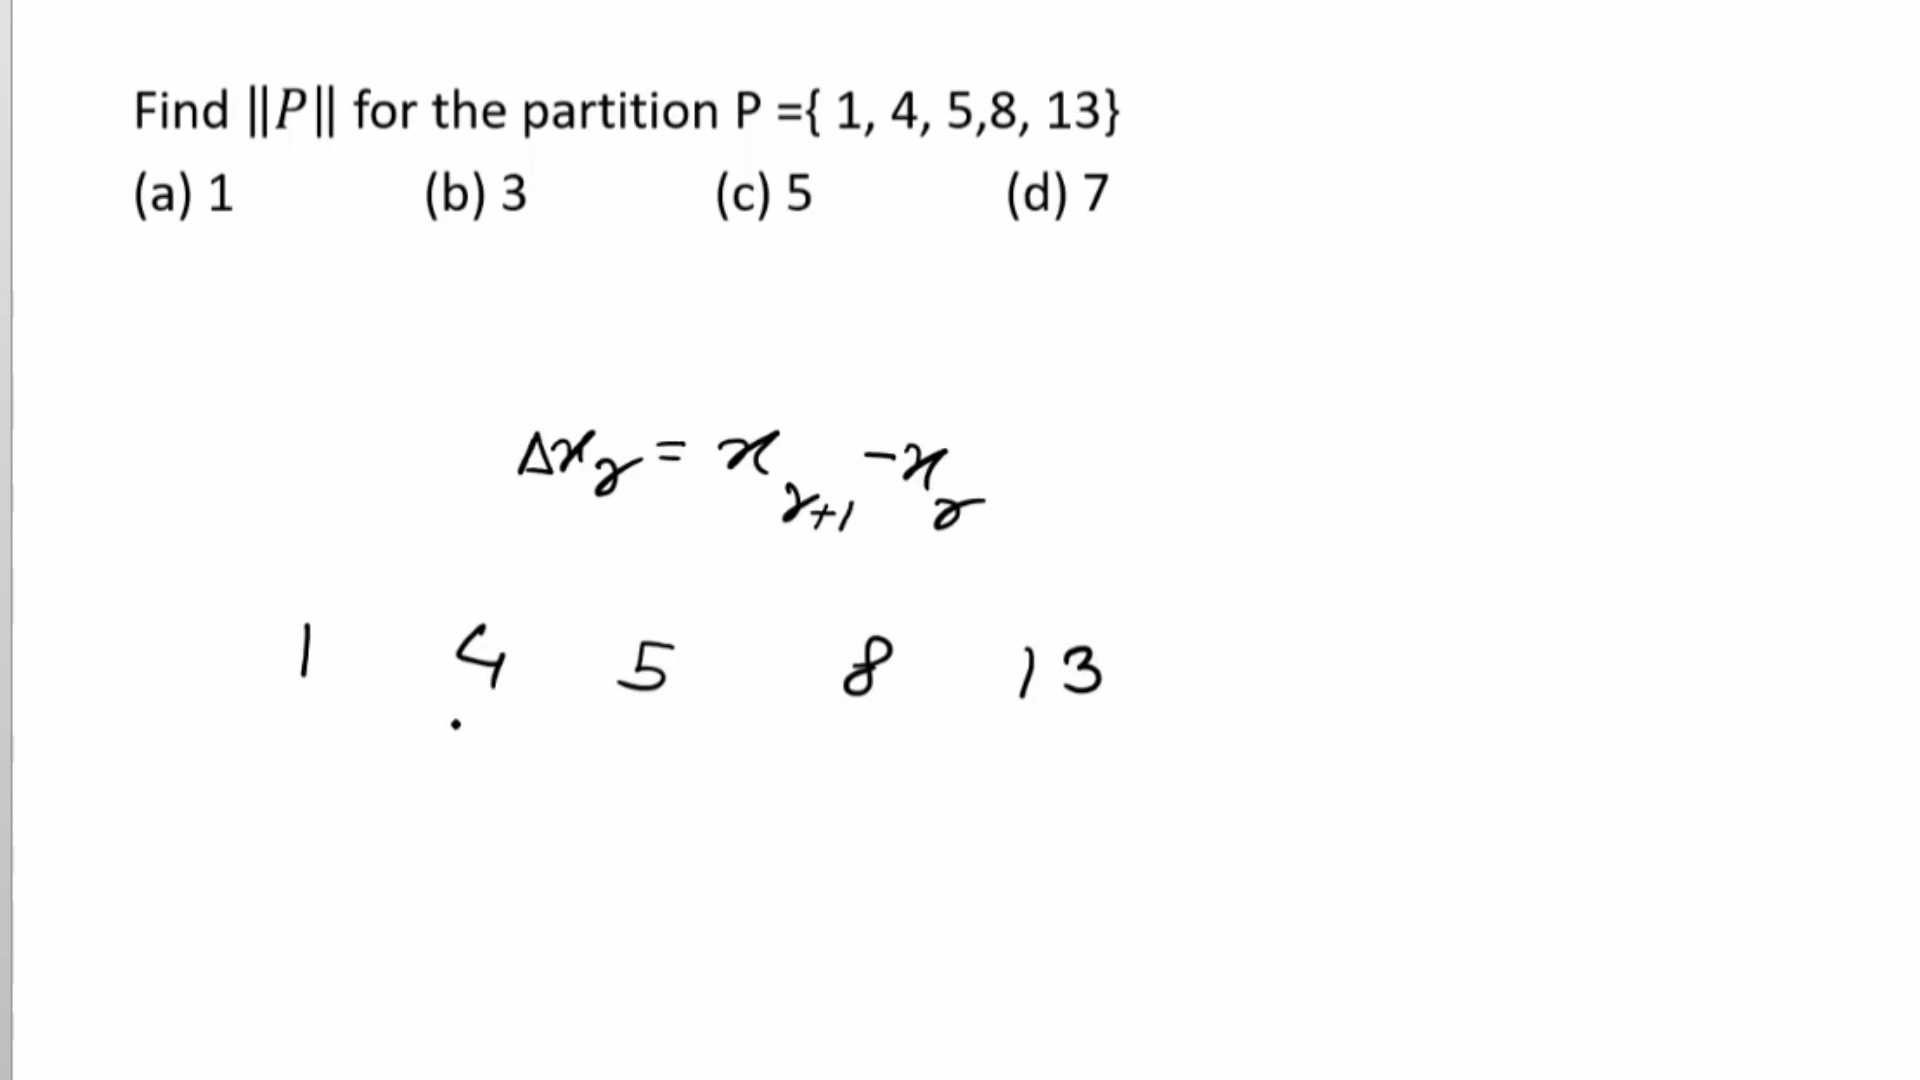 Find ||P|| for the partition P ={ 1, 4, 5,8, 13}
(a) 1 (b) 3 (c) 5 (d) 7
Δx_r = x_{r+1} - x_r
1 4 5 8 13